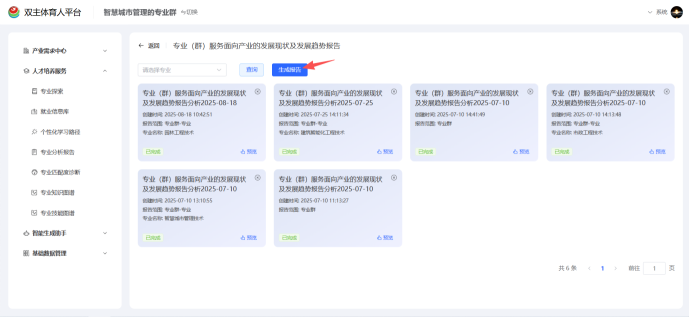 双主体育人平台
智慧城市管理的专业群 切换
系统
产业需求中心
人才培养服务
专业探索
就业信息库
个性化学习路径
专业分析报告
专业匹配度诊断
专业知识图谱
专业技能图谱
智能生成助手
基础数据管理
← 返回 专业（群）服务面向产业的发展现状及发展趋势报告
请选择专业 查询 生成报告
专业（群）服务面向产业的发展现状
及发展趋势报告分析2025-08-18
创建时间: 2025-08-18 10:42:51
报告范围: 专业群-专业
专业名称: 园林工程技术
已完成 预览
专业（群）服务面向产业的发展现状
及发展趋势报告分析2025-07-25
创建时间: 2025-07-25 14:11:34
报告范围: 专业群-专业
专业名称: 建筑智能化工程技术
已完成 预览
专业（群）服务面向产业的发展现状
及发展趋势报告分析2025-07-10
创建时间: 2025-07-10 14:41:49
报告范围: 专业群
已完成 预览
专业（群）服务面向产业的发展现状
及发展趋势报告分析2025-07-10
创建时间: 2025-07-10 14:13:48
报告范围: 专业群-专业
专业名称: 市政工程技术
已完成 预览
专业（群）服务面向产业的发展现状
及发展趋势报告分析2025-07-10
创建时间: 2025-07-10 13:10:55
报告范围: 专业群-专业
专业名称: 智慧城市管理技术
已完成 预览
专业（群）服务面向产业的发展现状
及发展趋势报告分析2025-07-10
创建时间: 2025-07-10 11:13:27
报告范围: 专业群
已完成 预览
共 6 条 1 前往 1 页